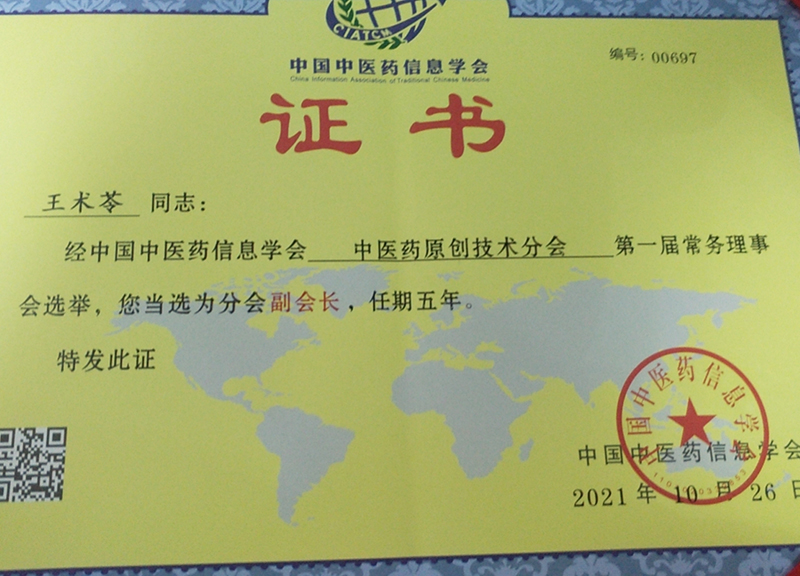 CIATCM
中国中医药信息学会
China Information Association of Traditional Chinese Medicine
编号：00697
证书
王术苓 同志：
经中国中医药信息学会 中医药原创技术分会 第一届常务理事
会选举，您当选为分会副会长，任期五年。
特发此证
中国中医药信息学会
中国中医药信息学会
2021 年 10 月 26 日